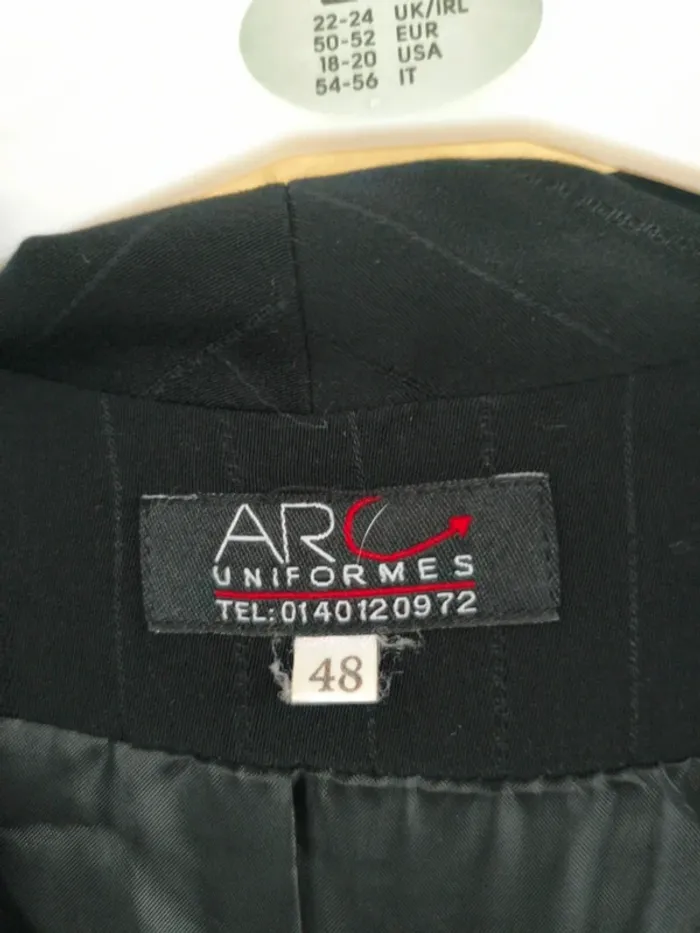 22-24 UK/IRL
50-52 EUR
18-20 USA
54-56 IT
ARC
UNIFORMES
TEL:0140120972
48